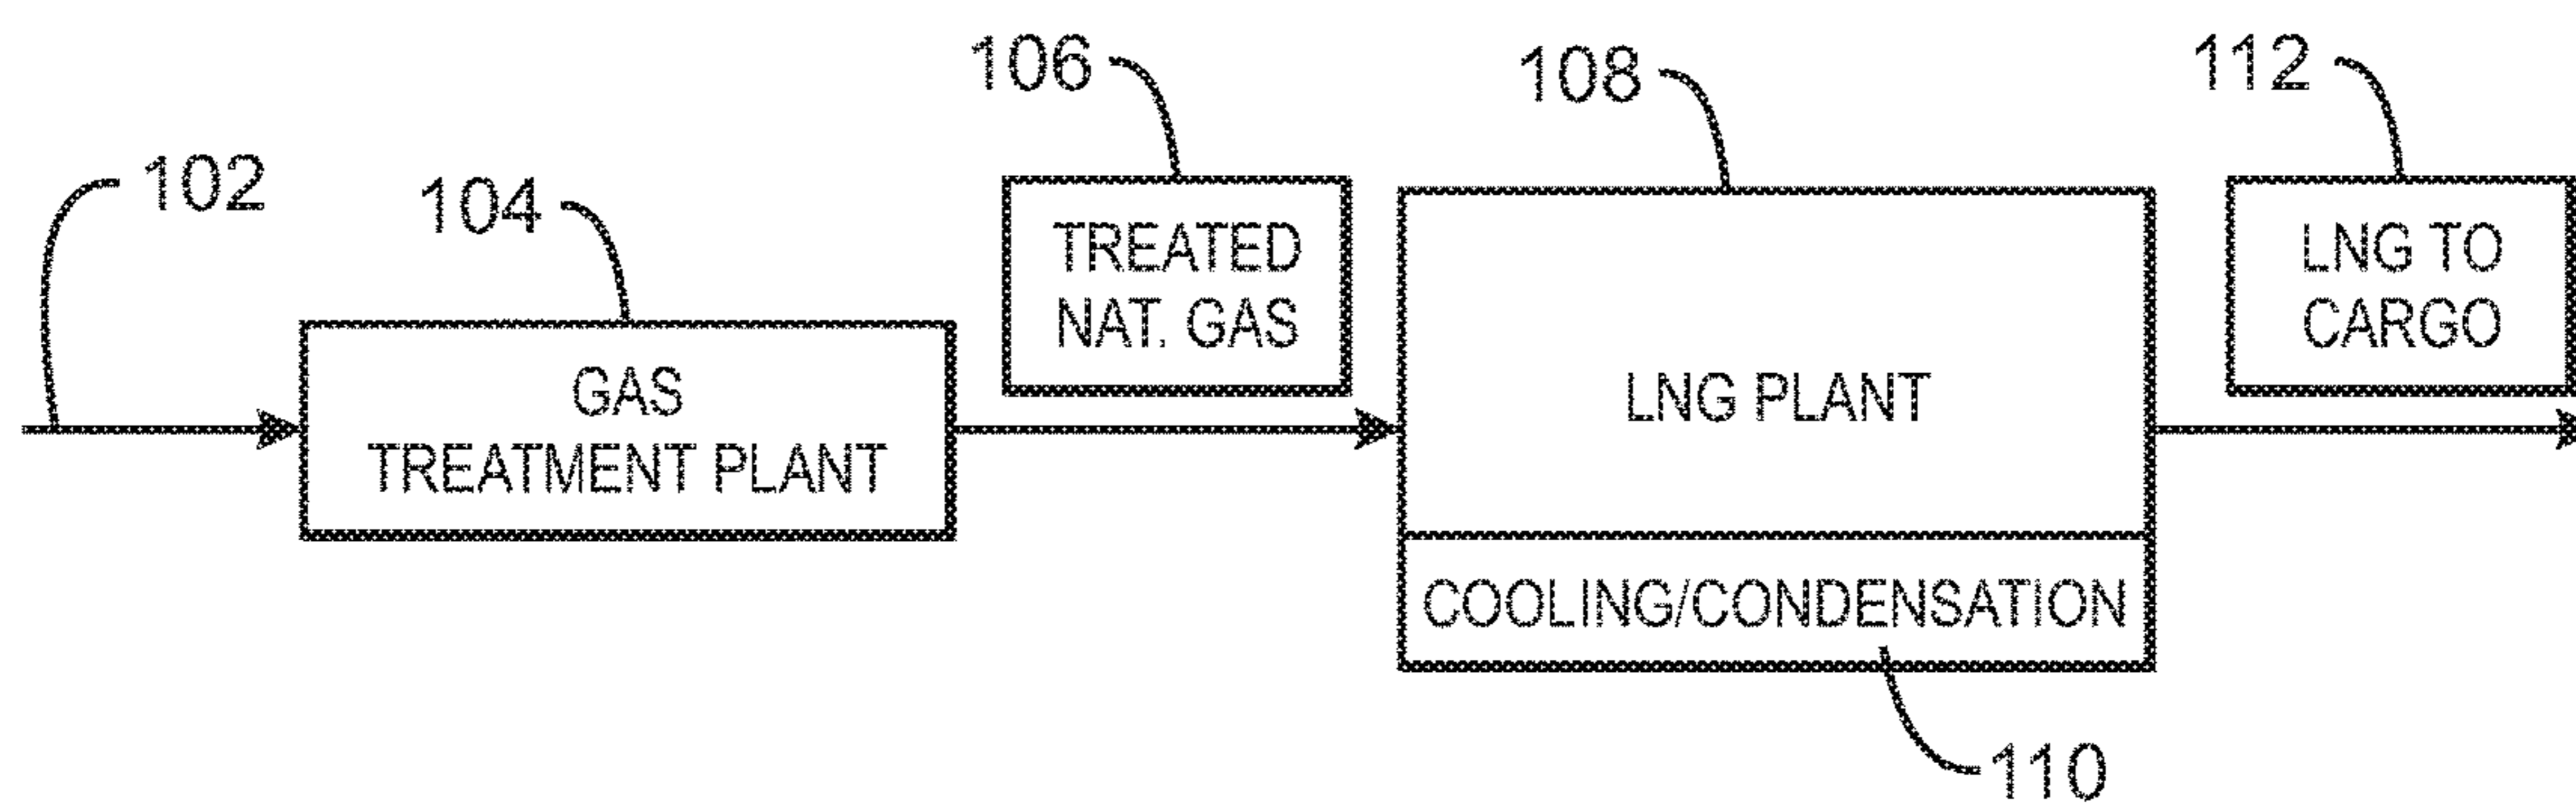 102
104
GAS
TREATMENT PLANT
106
TREATED
NAT. GAS
108
LNG PLANT
COOLING/CONDENSATION
110
112
LNG TO
CARGO